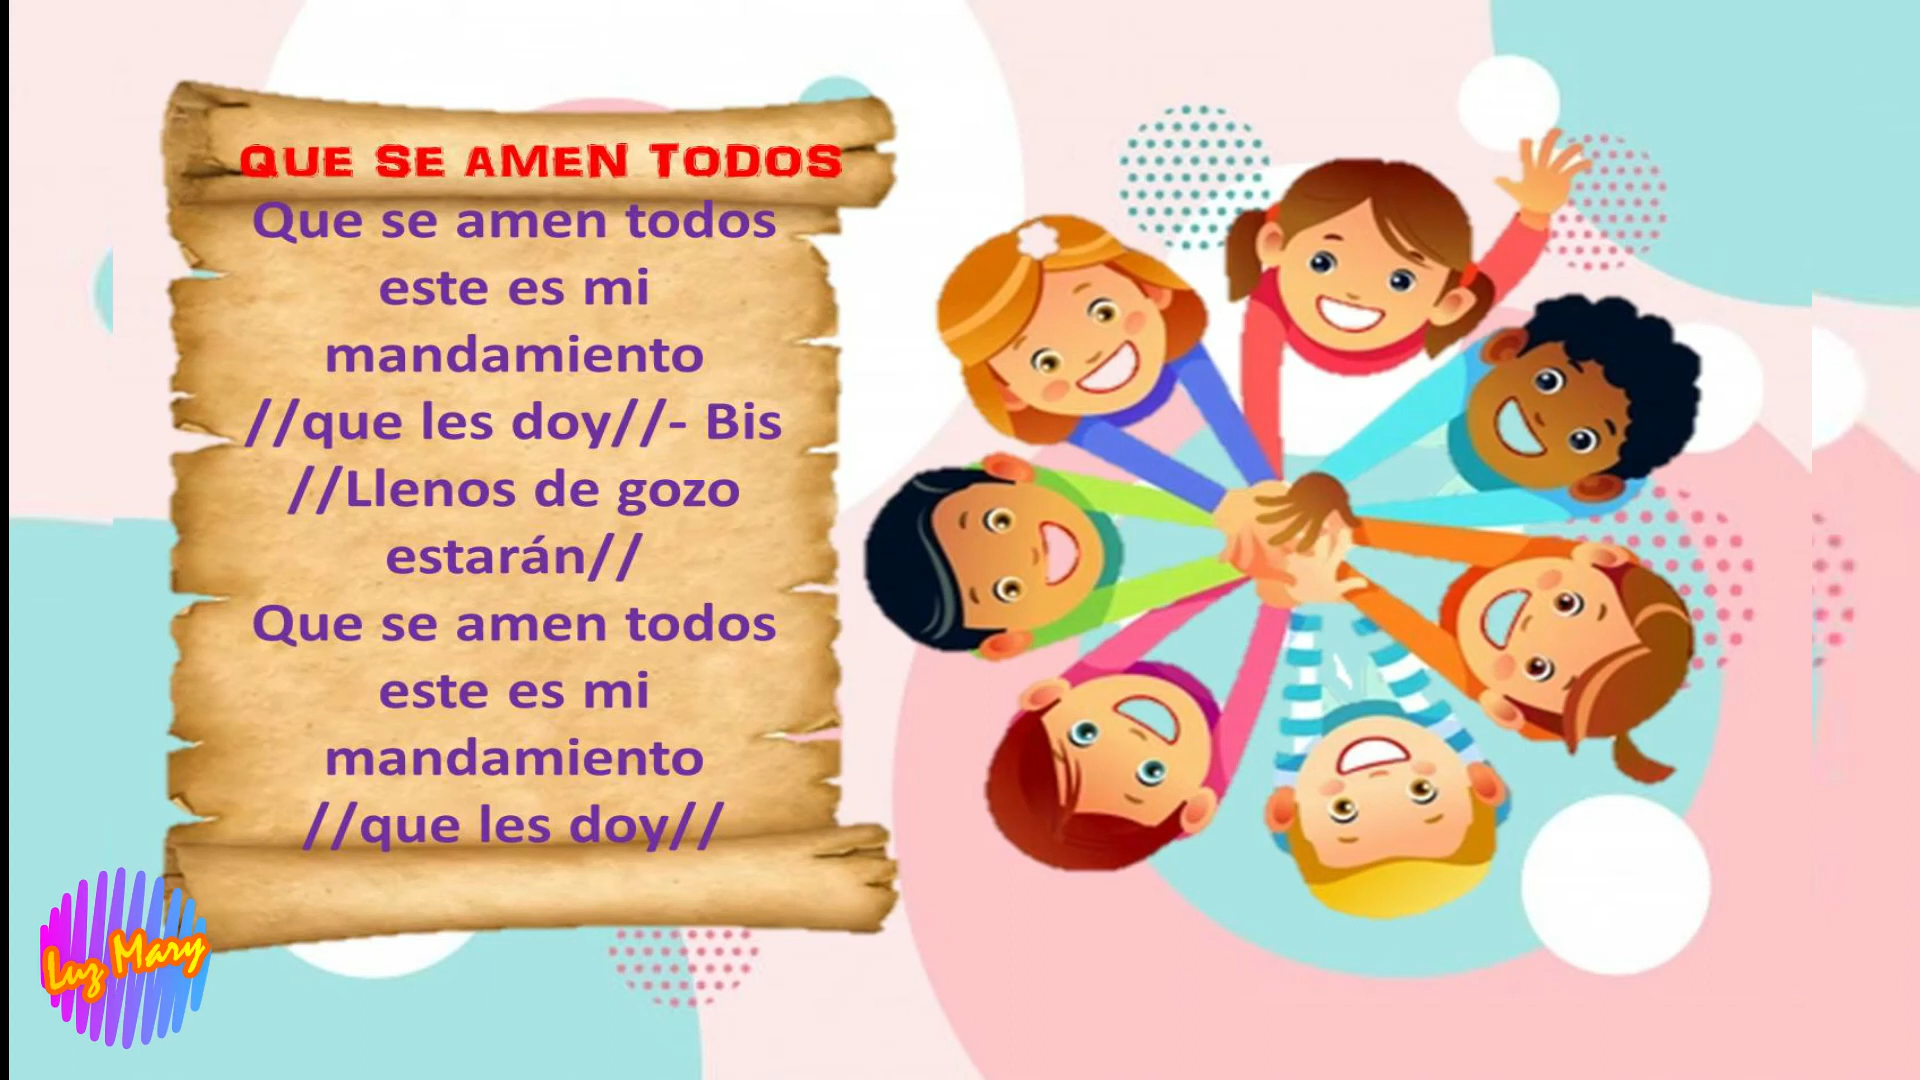 QUE SE AMEN TODOS
Que se amen todos
este es mi
mandamiento
//que les doy//- Bis
//Llenos de gozo
estarán//
Que se amen todos
este es mi
mandamiento
//que les doy//
Luz Mary